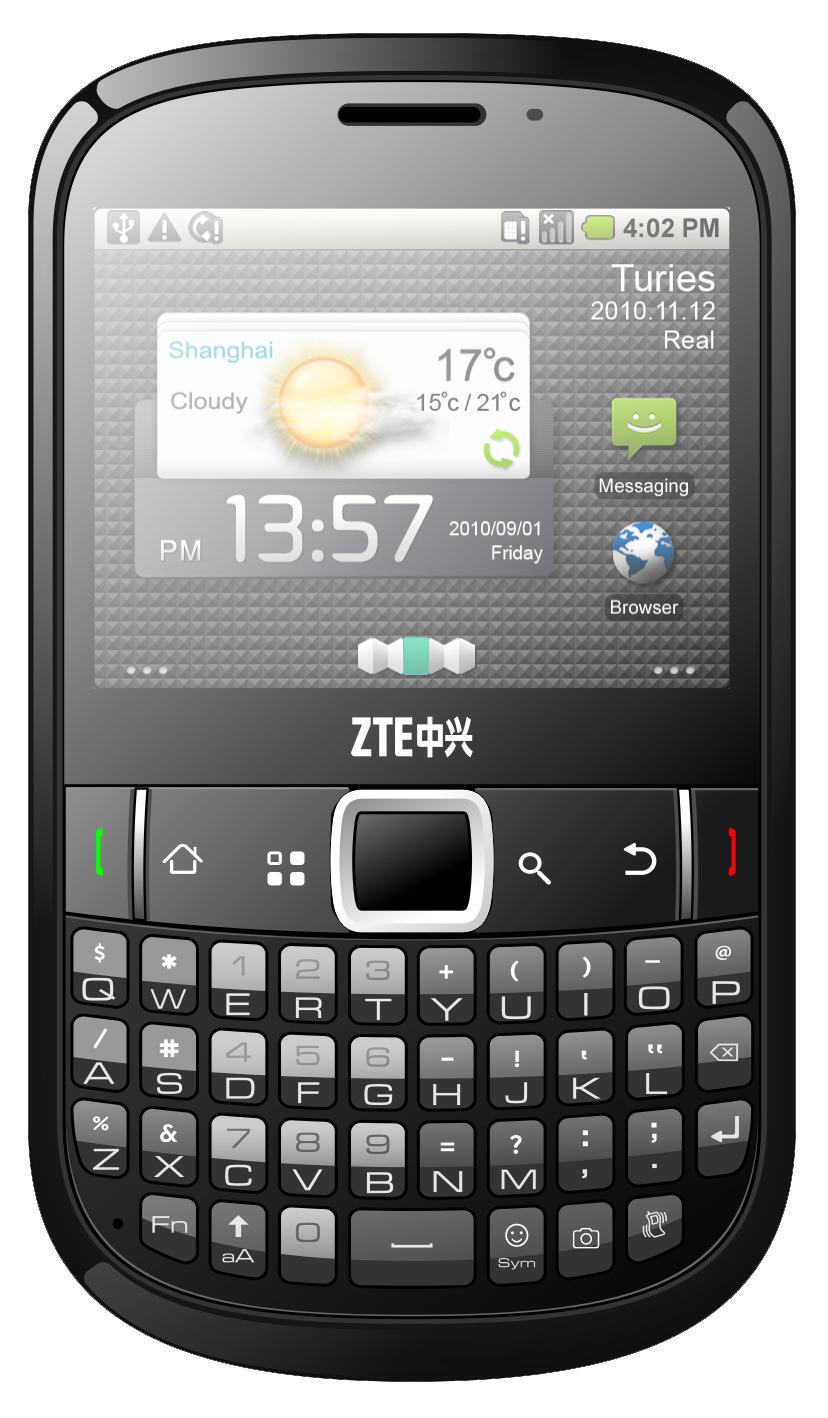 4:02 PM
Turies
2010.11.12
Real
Shanghai
17°c
Cloudy
15°c / 21°c
PM 13:57
2010/09/01
Friday
Messaging
Browser
ZTE中兴
$ * 1 2 3 + ( ) – @
Q W E R T Y U I O P
/ # 4 5 6 - ! ‘ “
A S D F G H J K L
% & 7 8 9 = ? : ;
Z X C V B N M , .
Fn aA 0 Sym